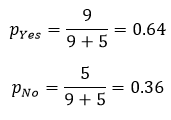 p_Yes = 9 / (9 + 5) = 0.64
p_No = 5 / (9 + 5) = 0.36